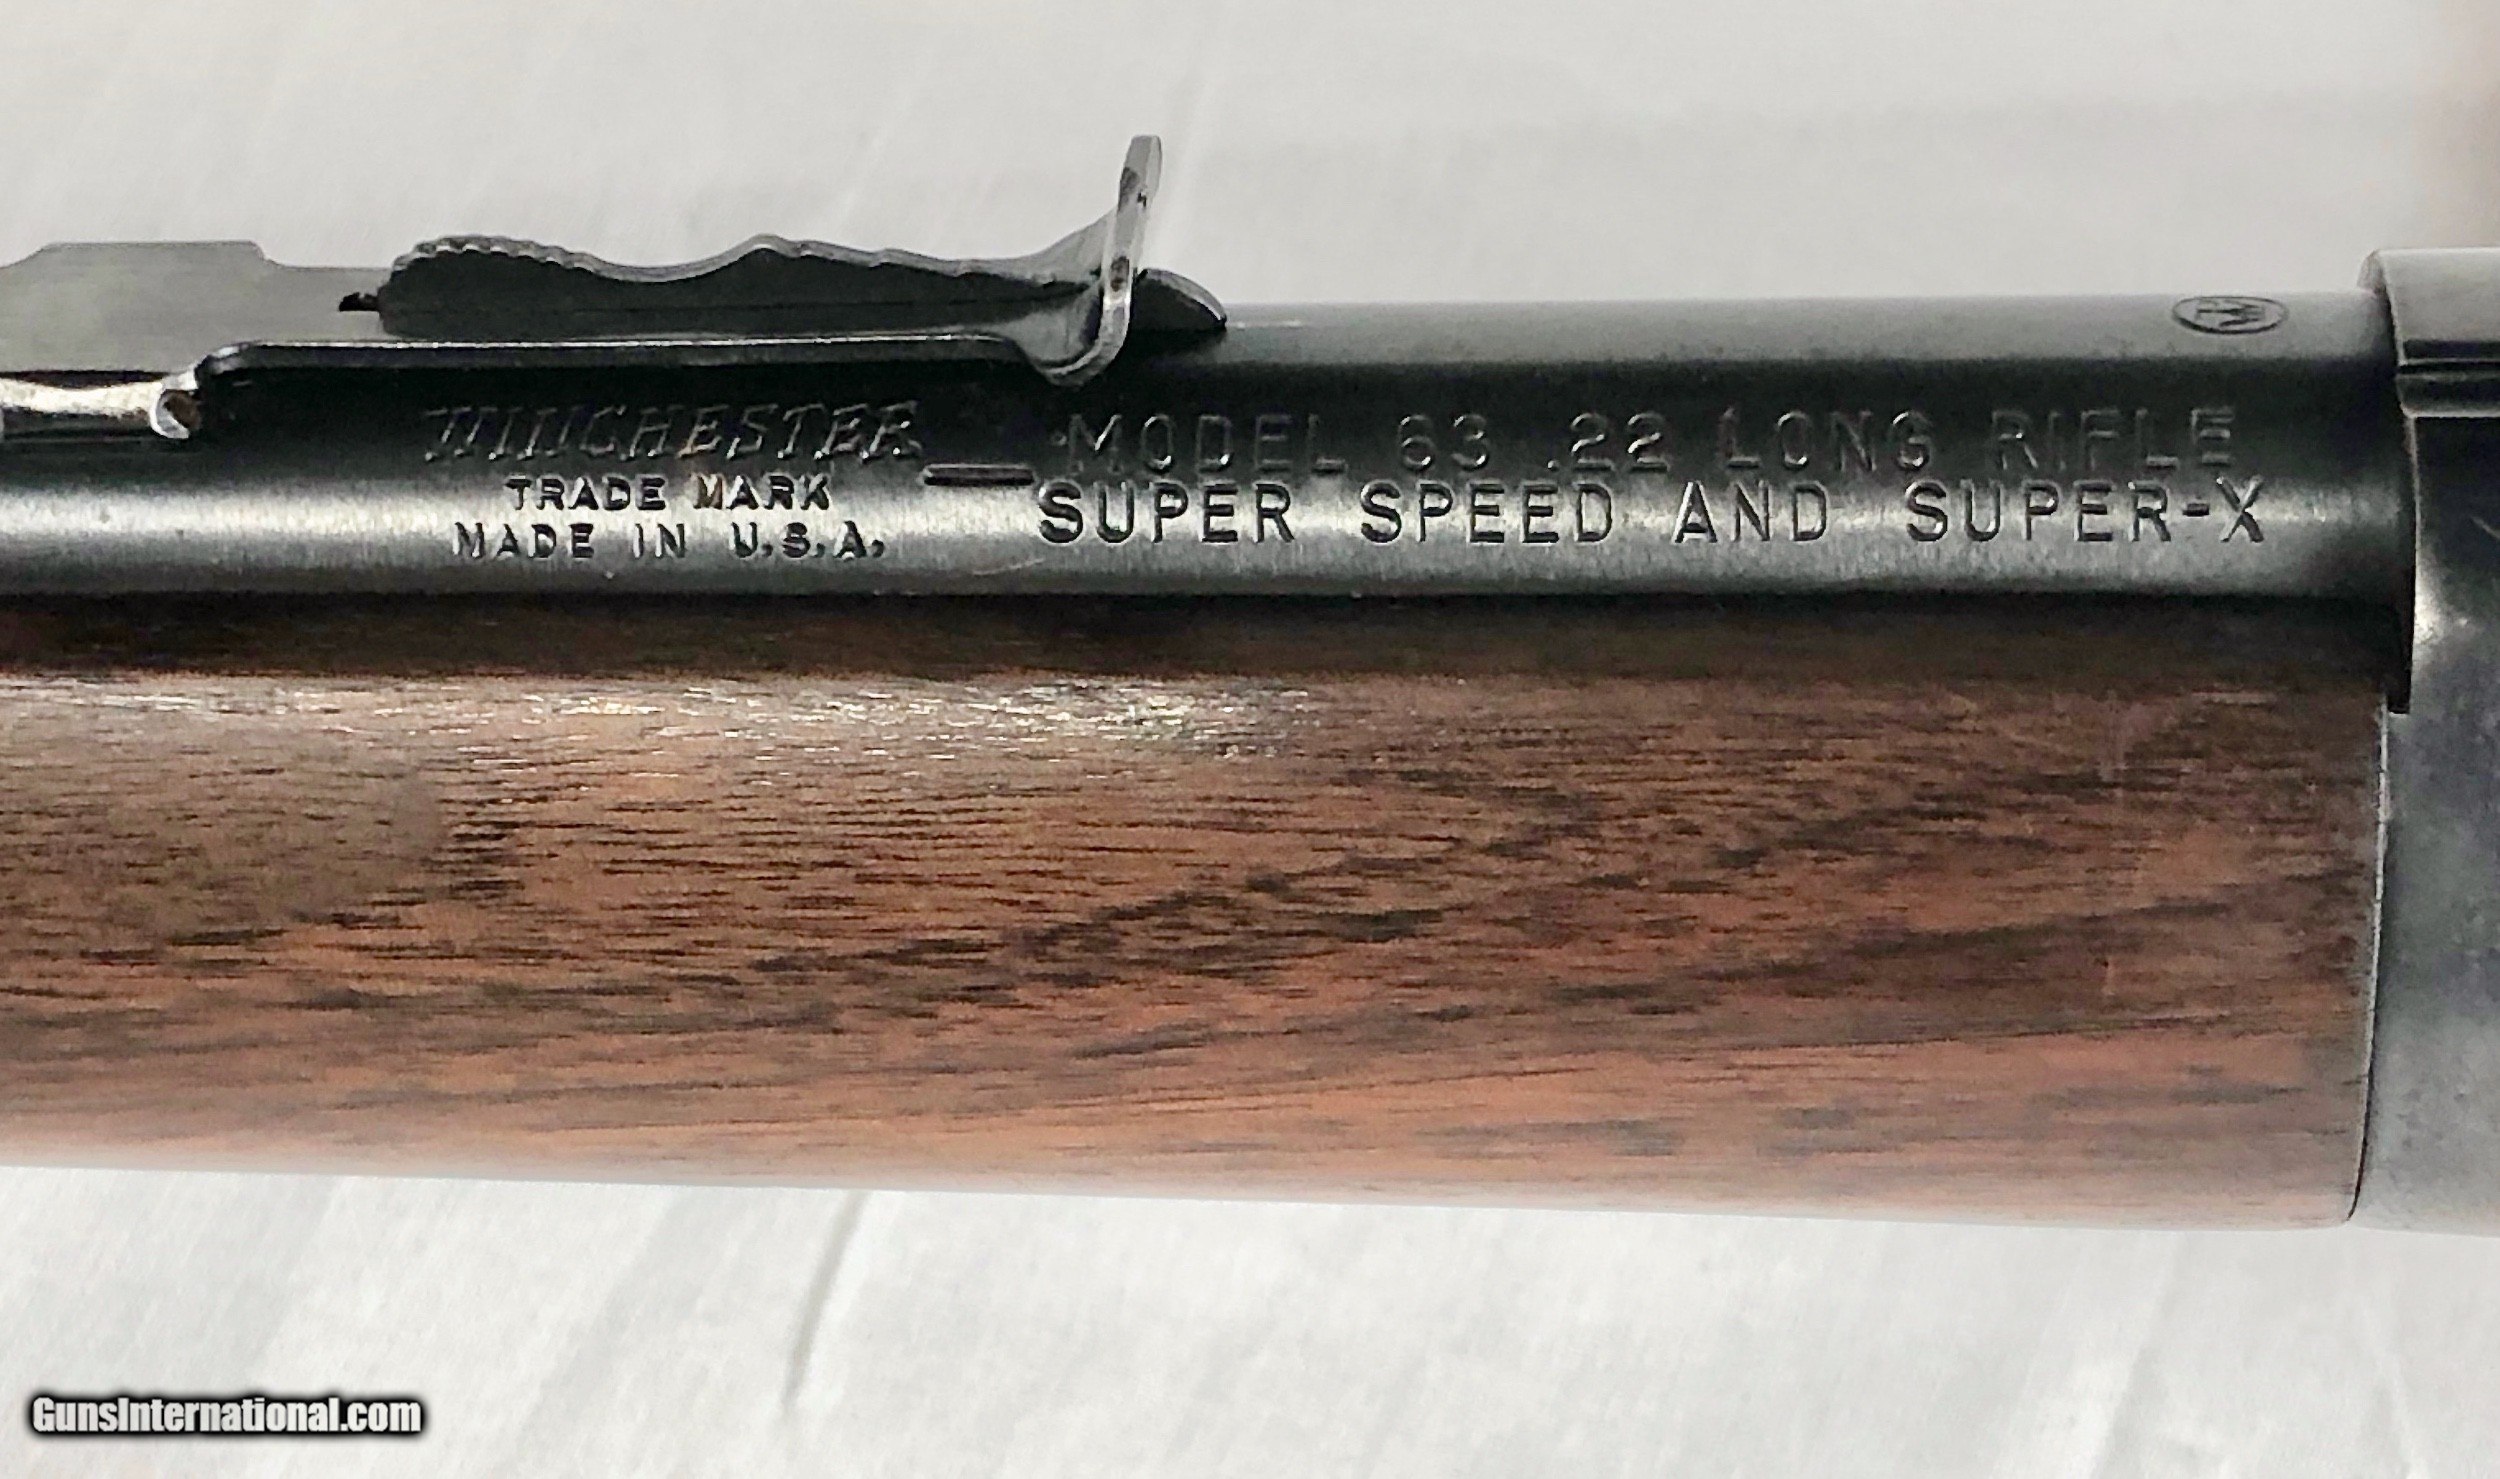 WINCHESTER
TRADE MARK
MADE IN U.S.A.
— MODEL 63 .22 LONG RIFLE
SUPER SPEED AND SUPER-X
GunsInternational.com